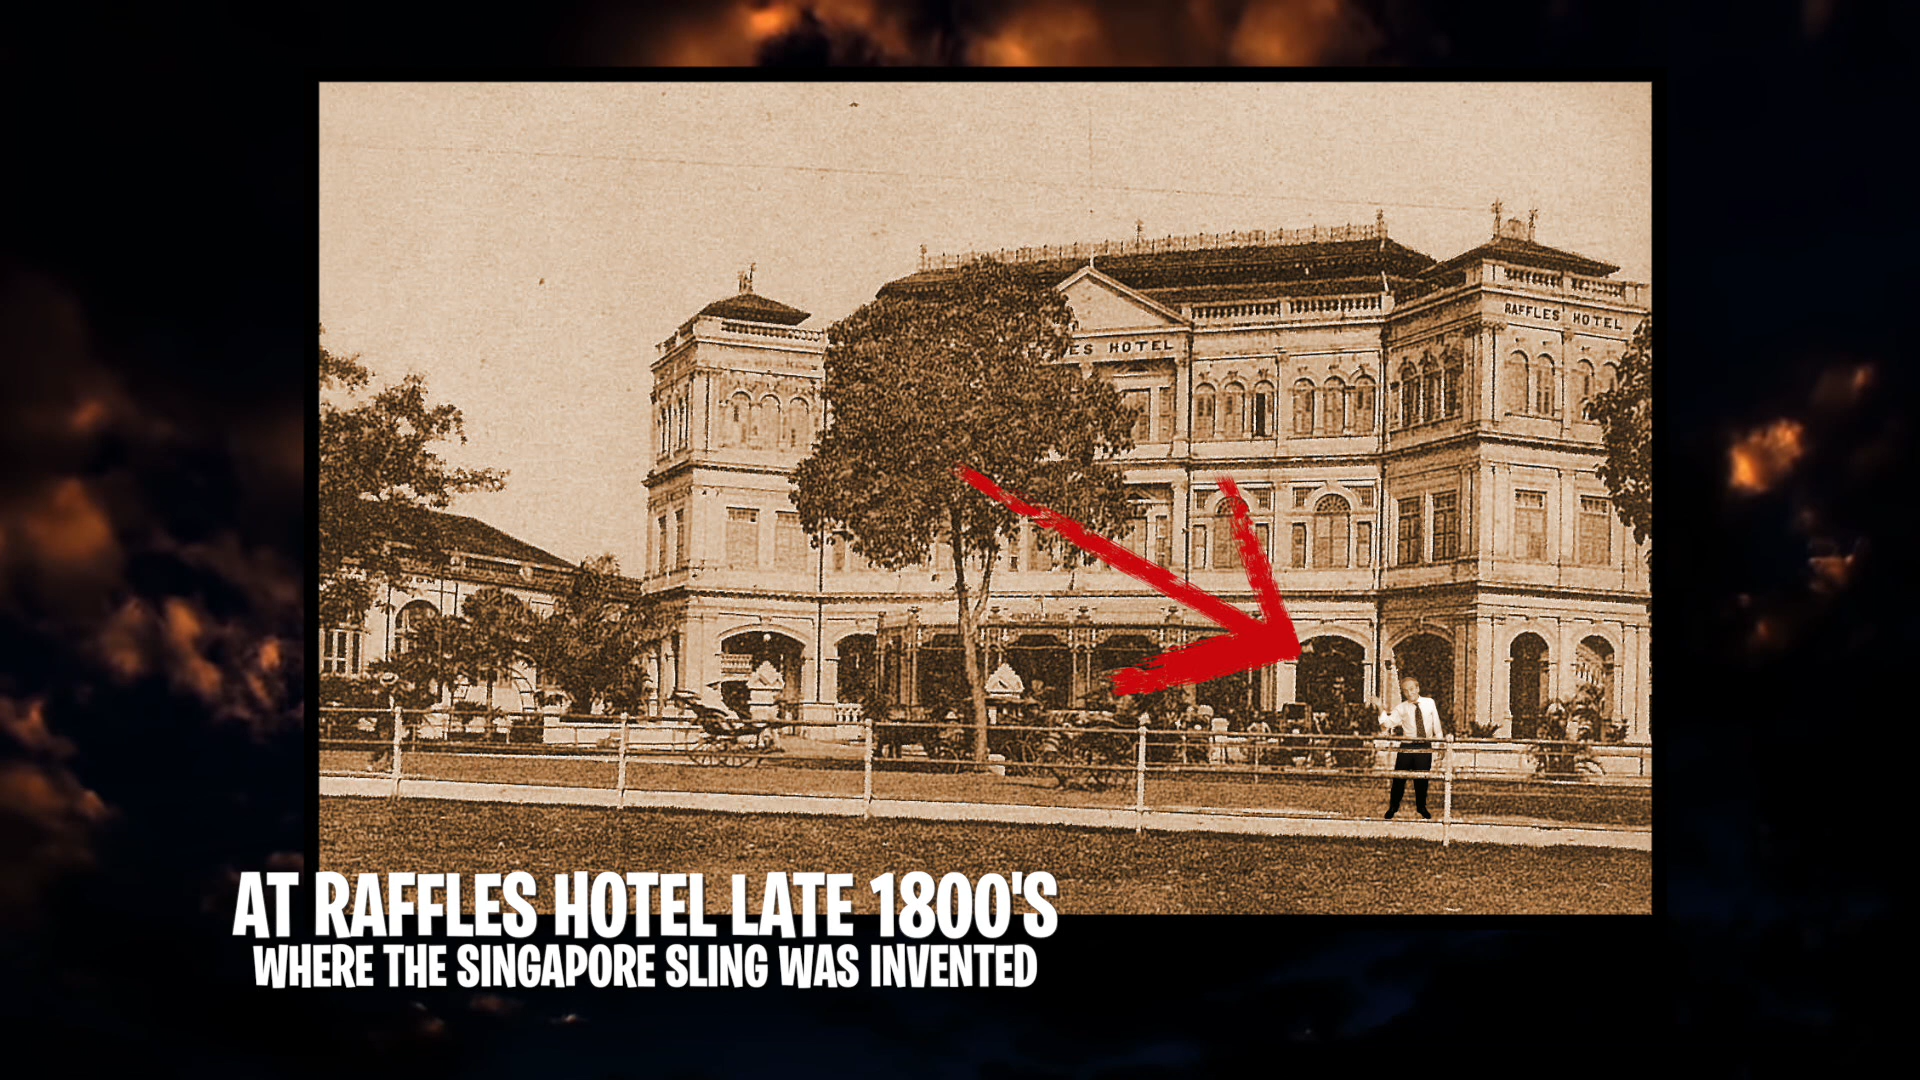 RAFFLES HOTEL
ES HOTEL
AT RAFFLES HOTEL LATE 1800'S
WHERE THE SINGAPORE SLING WAS INVENTED